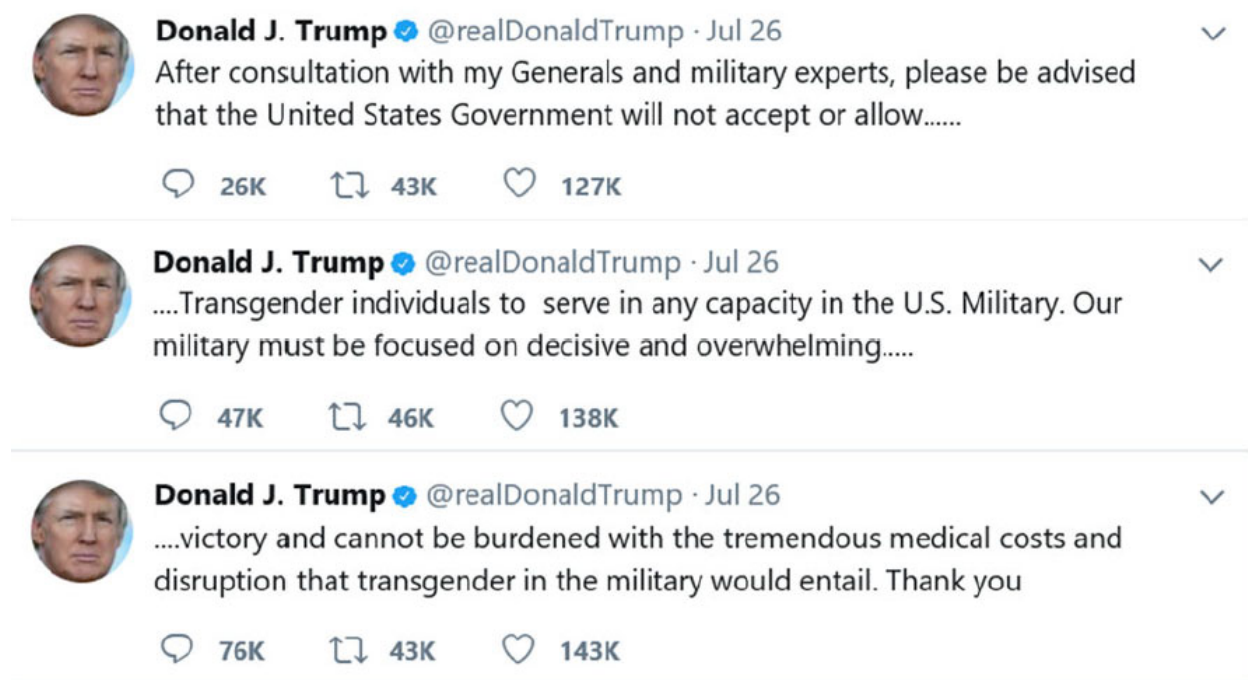 Donald J. Trump @realDonaldTrump · Jul 26
After consultation with my Generals and military experts, please be advised
that the United States Government will not accept or allow......
26K 43K 127K
Donald J. Trump @realDonaldTrump · Jul 26
....Transgender individuals to  serve in any capacity in the U.S. Military. Our
military must be focused on decisive and overwhelming.....
47K 46K 138K
Donald J. Trump @realDonaldTrump · Jul 26
....victory and cannot be burdened with the tremendous medical costs and
disruption that transgender in the military would entail. Thank you
76K 43K 143K